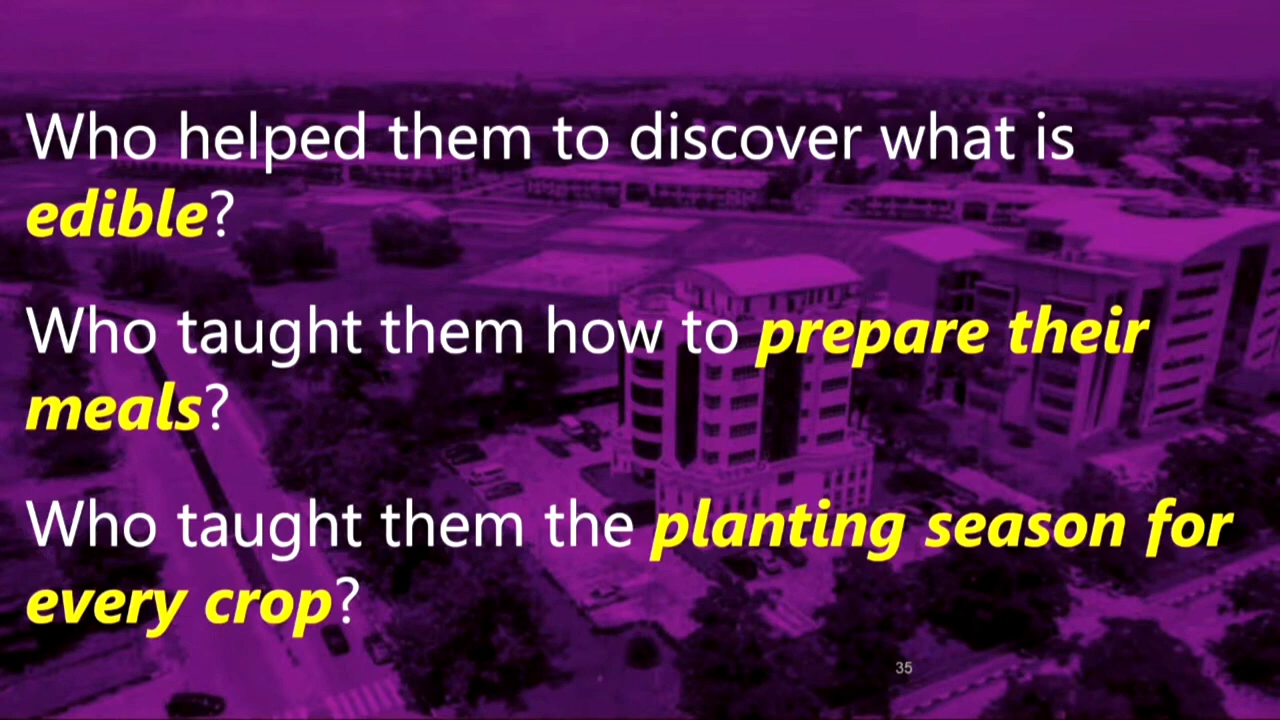 Who helped them to discover what is
edible?
Who taught them how to prepare their
meals?
Who taught them the planting season for
every crop?
35